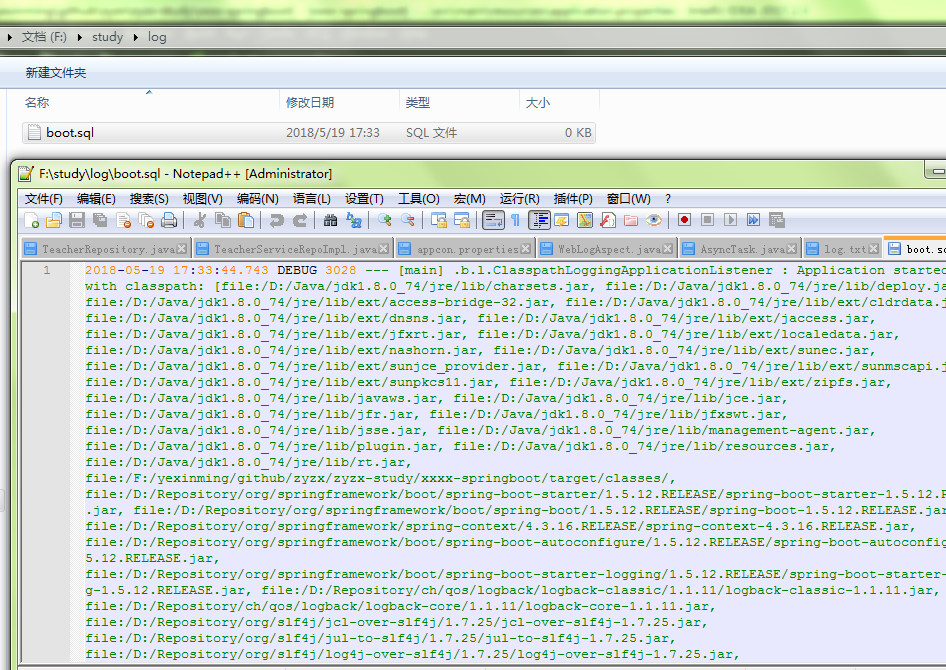 文档 (F:) study log
新建文件夹
名称 修改日期 类型 大小
boot.sql 2018/5/19 17:33 SQL 文件 0 KB
F:\study\log\boot.sql - Notepad++ [Administrator]
文件(F) 编辑(E) 搜索(S) 视图(V) 编码(N) 语言(L) 设置(T) 工具(O) 宏(M) 运行(R) 插件(P) 窗口(W) ?
TeacherRepository.java TeacherServiceRepoImpl.java appcon.properties WebLogAspect.java AsyncTask.java log.txt boot.sq
1 2018-05-19 17:33:44.743 DEBUG 3028 --- [main] .b.l.ClasspathLoggingApplicationListener : Application started
with classpath: [file:/D:/Java/jdk1.8.0_74/jre/lib/charsets.jar, file:/D:/Java/jdk1.8.0_74/jre/lib/deploy.ja
file:/D:/Java/jdk1.8.0_74/jre/lib/ext/access-bridge-32.jar, file:/D:/Java/jdk1.8.0_74/jre/lib/ext/cldrdata.j
file:/D:/Java/jdk1.8.0_74/jre/lib/ext/dnsns.jar, file:/D:/Java/jdk1.8.0_74/jre/lib/ext/jaccess.jar,
file:/D:/Java/jdk1.8.0_74/jre/lib/ext/jfxrt.jar, file:/D:/Java/jdk1.8.0_74/jre/lib/ext/localedata.jar,
file:/D:/Java/jdk1.8.0_74/jre/lib/ext/nashorn.jar, file:/D:/Java/jdk1.8.0_74/jre/lib/ext/sunec.jar,
file:/D:/Java/jdk1.8.0_74/jre/lib/ext/sunjce_provider.jar, file:/D:/Java/jdk1.8.0_74/jre/lib/ext/sunmscapi.j
file:/D:/Java/jdk1.8.0_74/jre/lib/ext/sunpkcs11.jar, file:/D:/Java/jdk1.8.0_74/jre/lib/ext/zipfs.jar,
file:/D:/Java/jdk1.8.0_74/jre/lib/javaws.jar, file:/D:/Java/jdk1.8.0_74/jre/lib/jce.jar,
file:/D:/Java/jdk1.8.0_74/jre/lib/jfr.jar, file:/D:/Java/jdk1.8.0_74/jre/lib/jfxswt.jar,
file:/D:/Java/jdk1.8.0_74/jre/lib/jsse.jar, file:/D:/Java/jdk1.8.0_74/jre/lib/management-agent.jar,
file:/D:/Java/jdk1.8.0_74/jre/lib/plugin.jar, file:/D:/Java/jdk1.8.0_74/jre/lib/resources.jar,
file:/D:/Java/jdk1.8.0_74/jre/lib/rt.jar,
file:/F:/yexinming/github/zyzx/zyzx-study/xxxx-springboot/target/classes/,
file:/D:/Repository/org/springframework/boot/spring-boot-starter/1.5.12.RELEASE/spring-boot-starter-1.5.12.R
.jar, file:/D:/Repository/org/springframework/boot/spring-boot/1.5.12.RELEASE/spring-boot-1.5.12.RELEASE.jar
file:/D:/Repository/org/springframework/spring-context/4.3.16.RELEASE/spring-context-4.3.16.RELEASE.jar,
file:/D:/Repository/org/springframework/boot/spring-boot-autoconfigure/1.5.12.RELEASE/spring-boot-autoconfig
5.12.RELEASE.jar,
file:/D:/Repository/org/springframework/boot/spring-boot-starter-logging/1.5.12.RELEASE/spring-boot-starter-
g-1.5.12.RELEASE.jar, file:/D:/Repository/ch/qos/logback/logback-classic/1.1.11/logback-classic-1.1.11.jar,
file:/D:/Repository/ch/qos/logback/logback-core/1.1.11/logback-core-1.1.11.jar,
file:/D:/Repository/org/slf4j/jcl-over-slf4j/1.7.25/jcl-over-slf4j-1.7.25.jar,
file:/D:/Repository/org/slf4j/jul-to-slf4j/1.7.25/jul-to-slf4j-1.7.25.jar,
file:/D:/Repository/org/slf4j/log4j-over-slf4j/1.7.25/log4j-over-slf4j-1.7.25.jar,